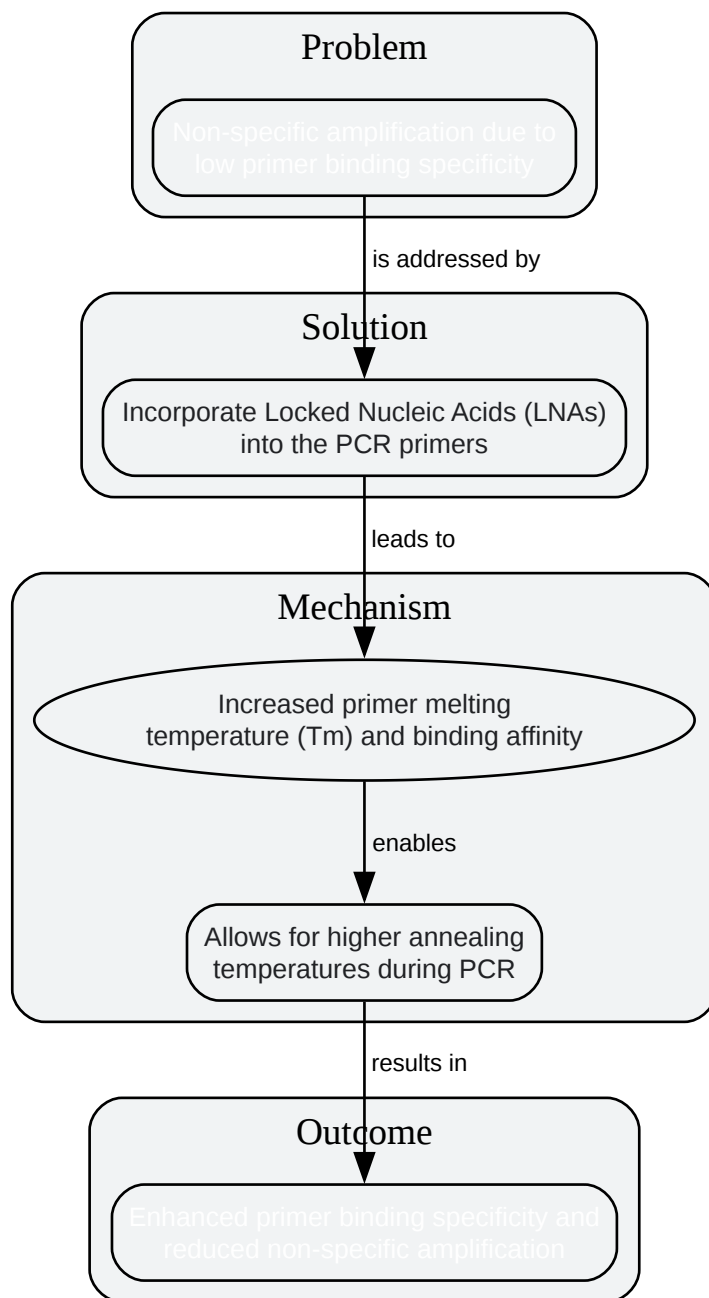 Problem
Non-specific amplification due to
low primer binding specificity
is addressed by
Solution
Incorporate Locked Nucleic Acids (LNAs)
into the PCR primers
leads to
Mechanism
Increased primer melting
temperature (Tm) and binding affinity
enables
Allows for higher annealing
temperatures during PCR
results in
Outcome
Enhanced primer binding specificity and
reduced non-specific amplification